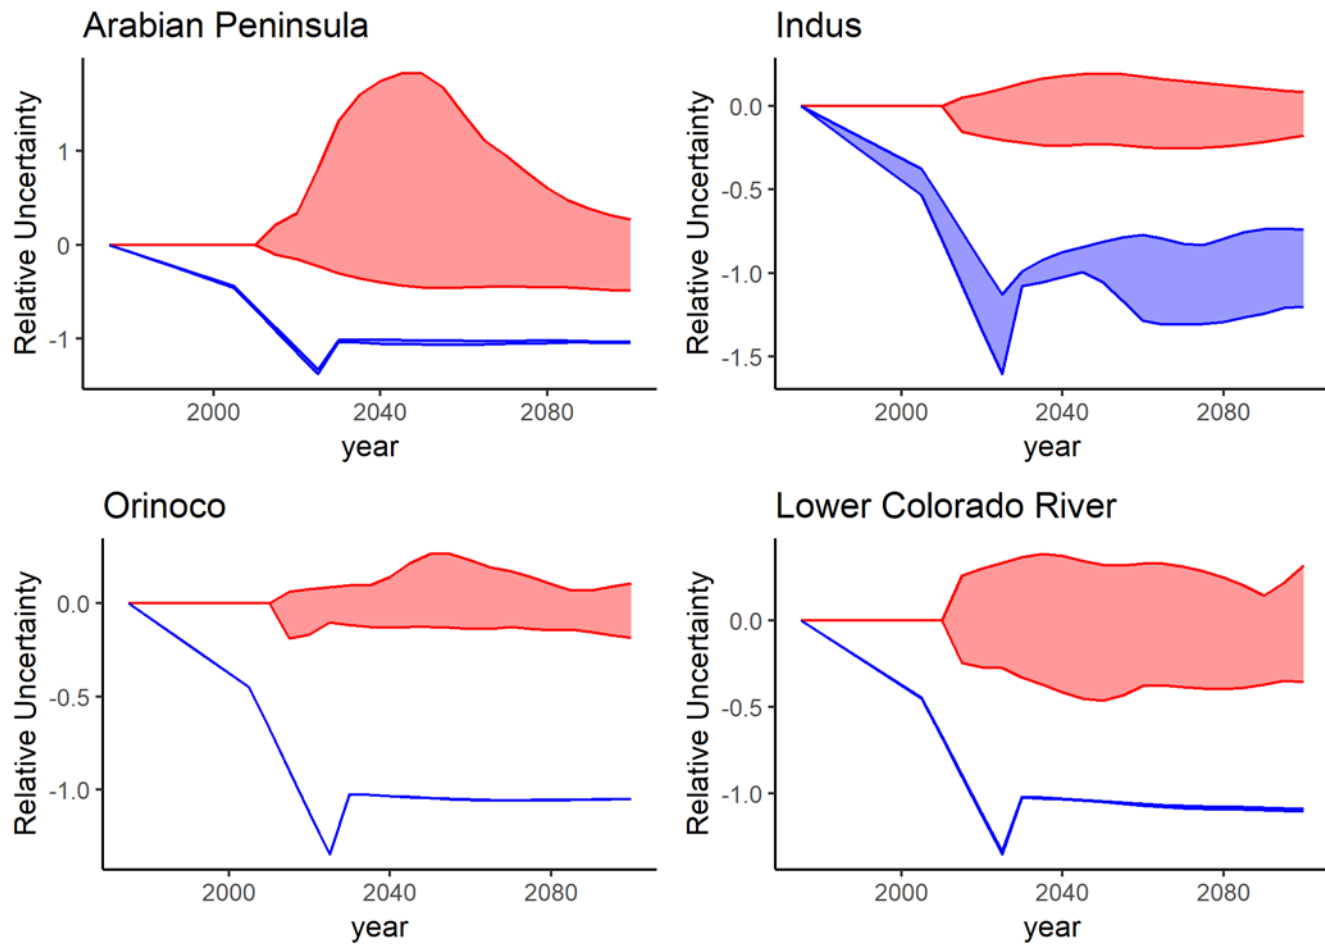 Arabian Peninsula
Relative Uncertainty
1
0
-1
2000 2040 2080
year
Indus
Relative Uncertainty
0.0
-0.5
-1.0
-1.5
2000 2040 2080
year
Orinoco
Relative Uncertainty
0.0
-0.5
-1.0
2000 2040 2080
year
Lower Colorado River
Relative Uncertainty
0.0
-0.5
-1.0
2000 2040 2080
year